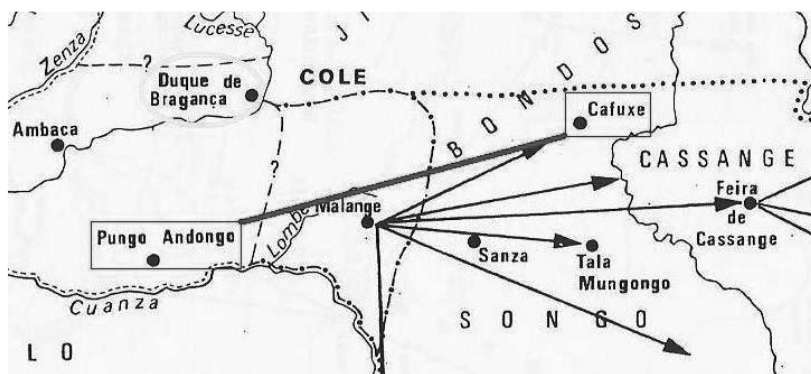 Lucesse
J I
Zenza
?
Duque de
Bragança
COLE
B O N D O S
Cafuxe
Ambaca
?
CASSANGE
Malange
Lombe
Feira
de
Cassange
Pungo Andongo
Sanza
Tala
Mungongo
Cuanza
S O N G O
L O